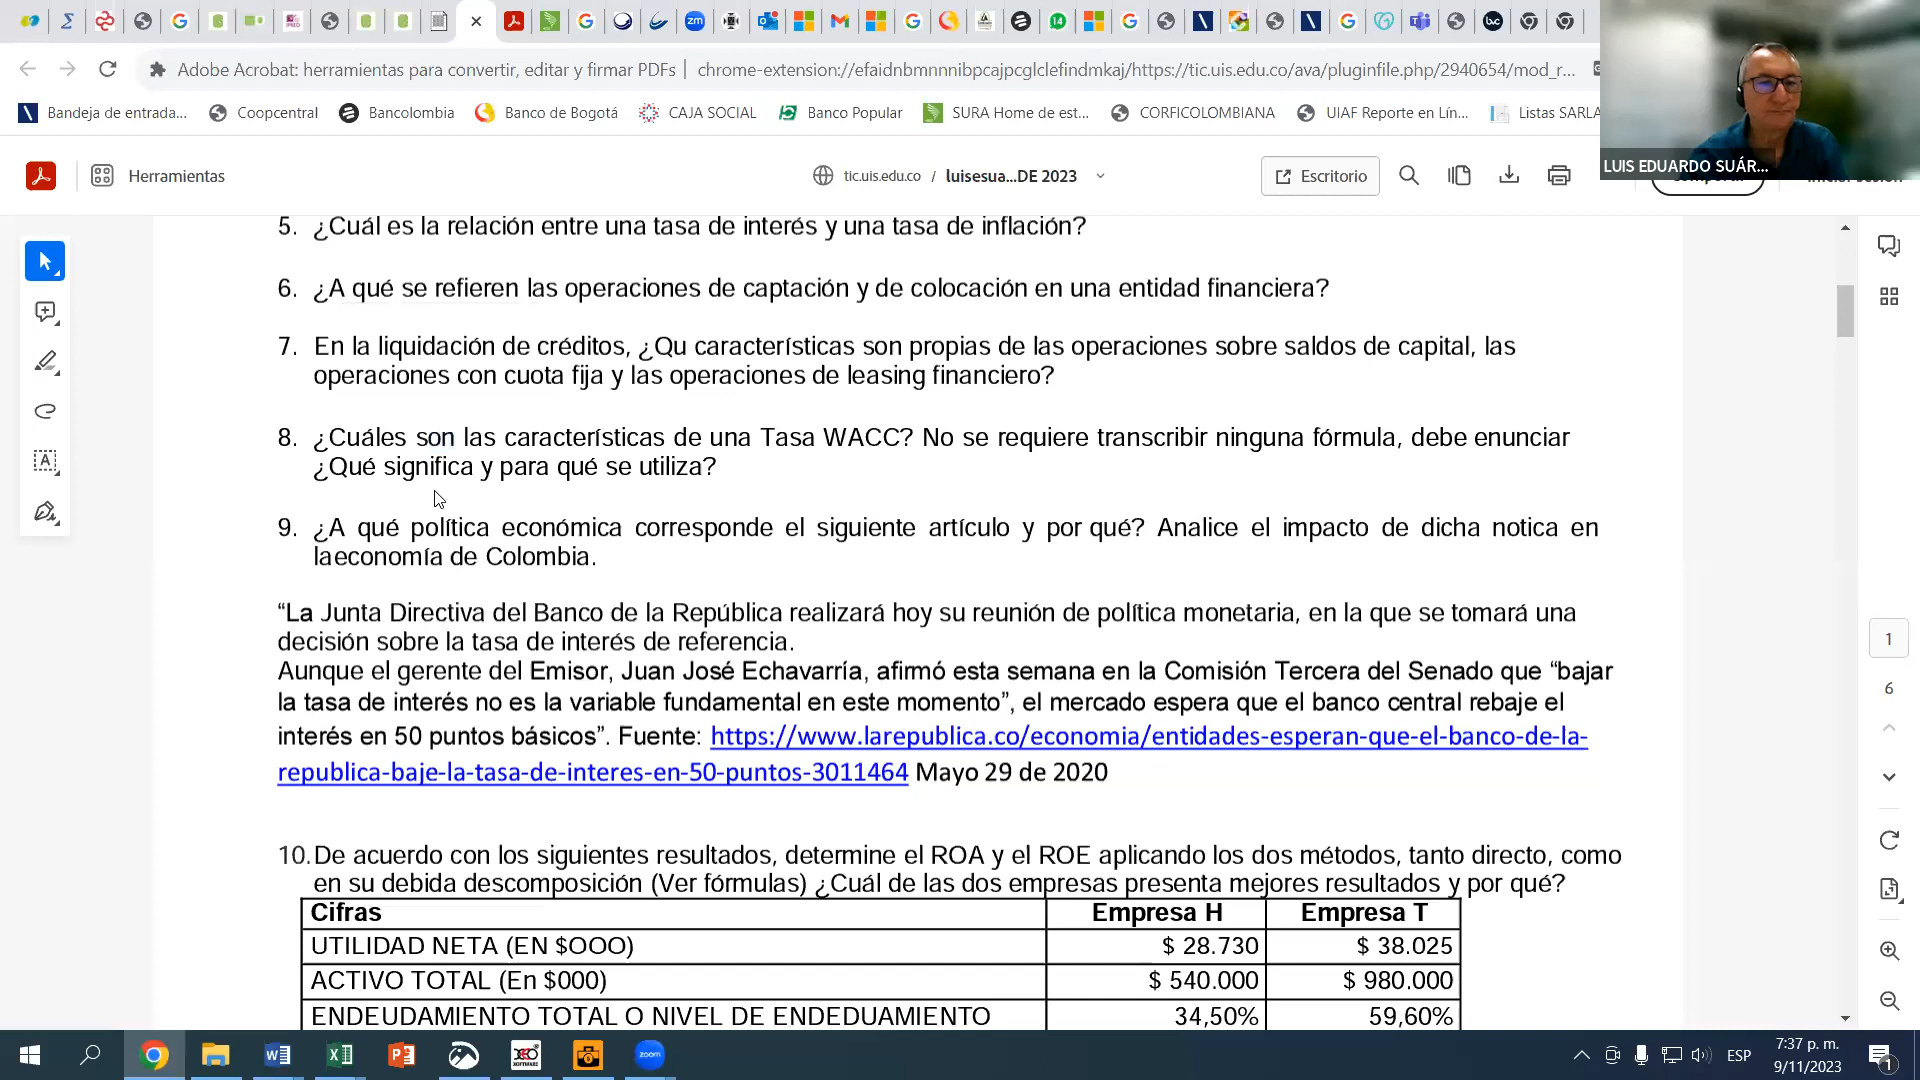 Adobe Acrobat: herramientas para convertir, editar y firmar PDFs | chrome-extension://efaidnbmnnnibpcajpcglclefindmkaj/https://tic.uis.edu.co/ava/pluginfile.php/2940654/mod_r...
Bandeja de entrada... Coopcentral Bancolombia Banco de Bogotá CAJA SOCIAL Banco Popular SURA Home de est... CORFICOLOMBIANA UIAF Reporte en Lín... Listas SARLA
LUIS EDUARDO SUÁR...
Herramientas tic.uis.edu.co / luisesua...DE 2023 Escritorio
5. ¿Cuál es la relación entre una tasa de interés y una tasa de inflación?
6. ¿A qué se refieren las operaciones de captación y de colocación en una entidad financiera?
7. En la liquidación de créditos, ¿Qu características son propias de las operaciones sobre saldos de capital, las
operaciones con cuota fija y las operaciones de leasing financiero?
8. ¿Cuáles son las características de una Tasa WACC? No se requiere transcribir ninguna fórmula, debe enunciar
¿Qué significa y para qué se utiliza?
9. ¿A qué política económica corresponde el siguiente artículo y por qué? Analice el impacto de dicha notica en
laeconomía de Colombia.
“La Junta Directiva del Banco de la República realizará hoy su reunión de política monetaria, en la que se tomará una
decisión sobre la tasa de interés de referencia.
Aunque el gerente del Emisor, Juan José Echavarría, afirmó esta semana en la Comisión Tercera del Senado que “bajar
la tasa de interés no es la variable fundamental en este momento”, el mercado espera que el banco central rebaje el
interés en 50 puntos básicos”. Fuente: https://www.larepublica.co/economia/entidades-esperan-que-el-banco-de-la-
republica-baje-la-tasa-de-interes-en-50-puntos-3011464 Mayo 29 de 2020
10. De acuerdo con los siguientes resultados, determine el ROA y el ROE aplicando los dos métodos, tanto directo, como
en su debida descomposición (Ver fórmulas) ¿Cuál de las dos empresas presenta mejores resultados y por qué?
Cifras Empresa H Empresa T
UTILIDAD NETA (EN $OOO) $ 28.730 $ 38.025
ACTIVO TOTAL (En $000) $ 540.000 $ 980.000
ENDEUDAMIENTO TOTAL O NIVEL DE ENDEDUAMIENTO 34,50% 59,60%
1
6
zoom
ESP
7:37 p. m.
9/11/2023
1